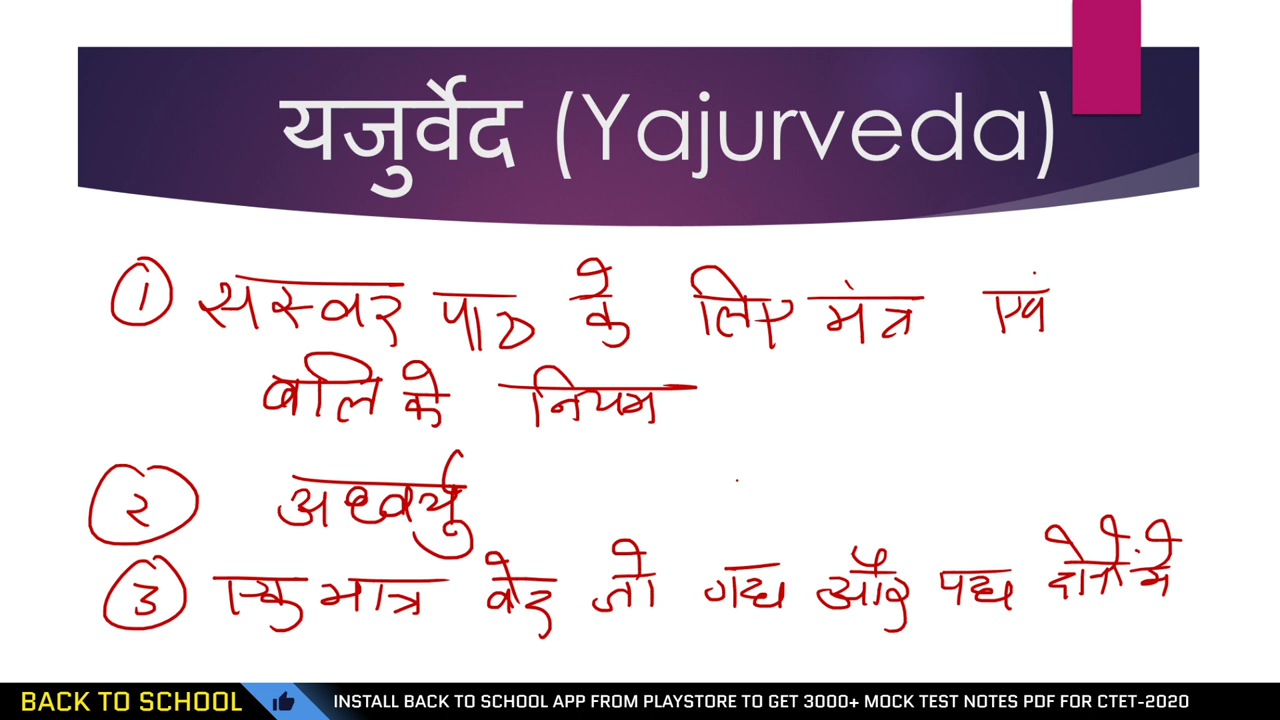 यजुर्वेद (Yajurveda)
① सस्वर पाठ के लिए मंत्र एवं
बलि के नियम
② अध्वर्यु
③ एकमात्र वेद जो गद्य और पद्य दोनों में
BACK TO SCHOOL INSTALL BACK TO SCHOOL APP FROM PLAYSTORE TO GET 3000+ MOCK TEST NOTES PDF FOR CTET-2020